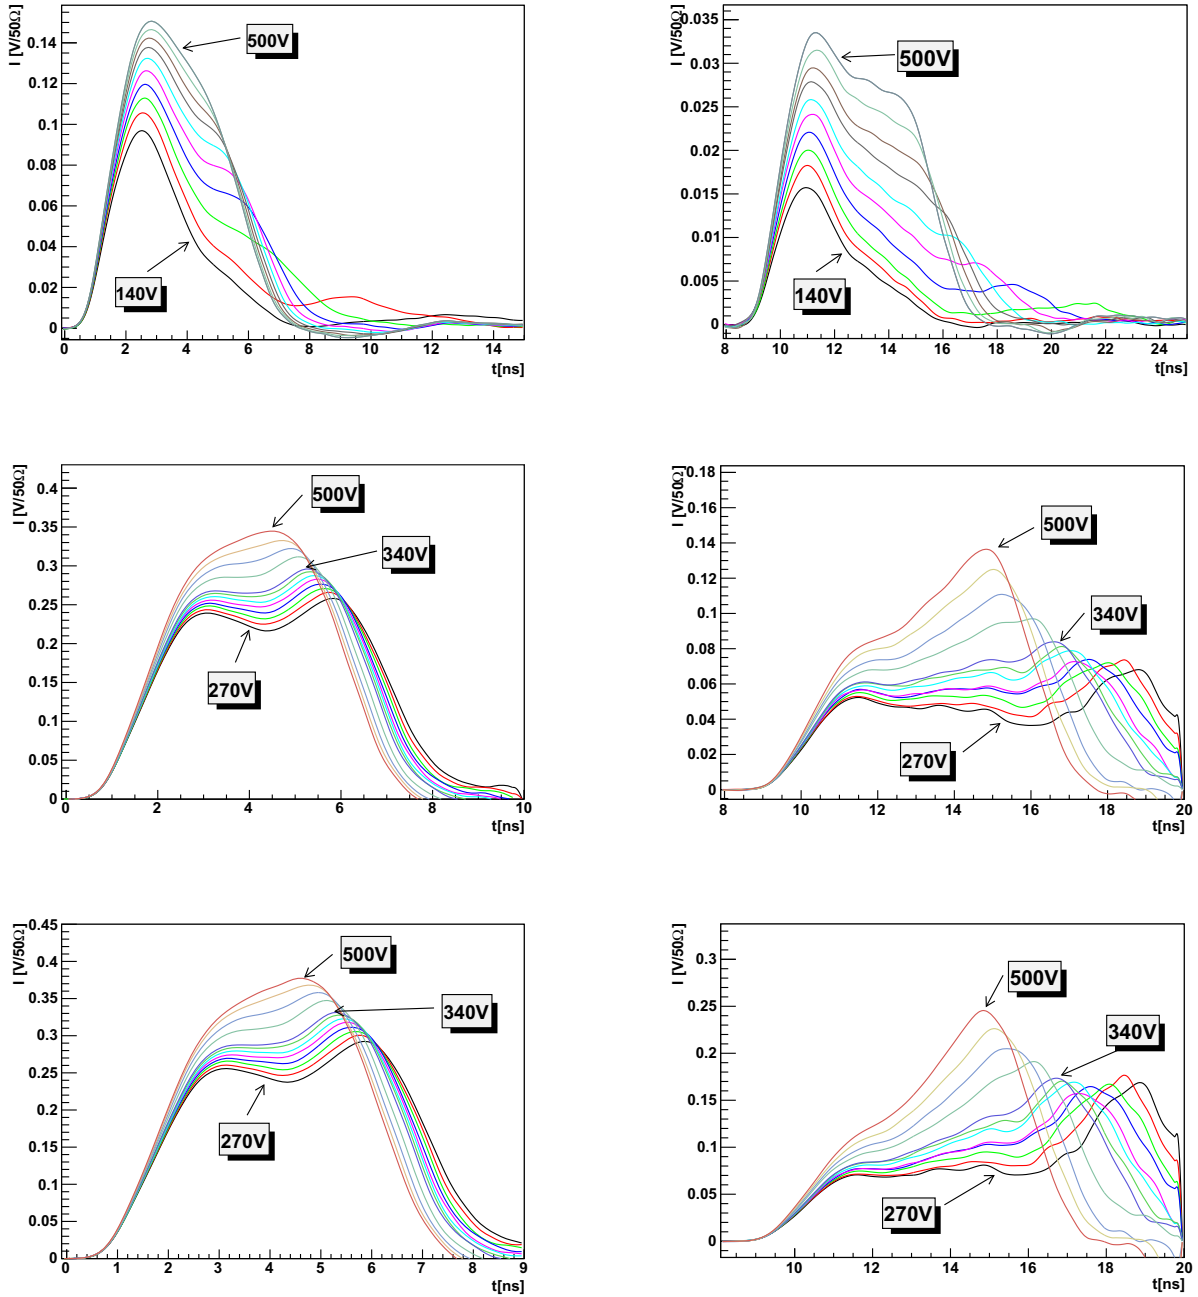 I [V/50Ω]
0.14
0.12
0.1
0.08
0.06
0.04
0.02
0
500V
140V
0 2 4 6 8 10 12 14
t[ns]
I [V/50Ω]
0.035
0.03
0.025
0.02
0.015
0.01
0.005
0
500V
140V
8 10 12 14 16 18 20 22 24
t[ns]
I [V/50Ω]
0.4
0.35
0.3
0.25
0.2
0.15
0.1
0.05
0
500V
340V
270V
0 2 4 6 8 10
t[ns]
I [V/50Ω]
0.18
0.16
0.14
0.12
0.1
0.08
0.06
0.04
0.02
0
500V
340V
270V
8 10 12 14 16 18 20
t[ns]
I [V/50Ω]
0.45
0.4
0.35
0.3
0.25
0.2
0.15
0.1
0.05
0
500V
340V
270V
0 1 2 3 4 5 6 7 8 9
t[ns]
I [V/50Ω]
0.3
0.25
0.2
0.15
0.1
0.05
0
500V
340V
270V
10 12 14 16 18 20
t[ns]